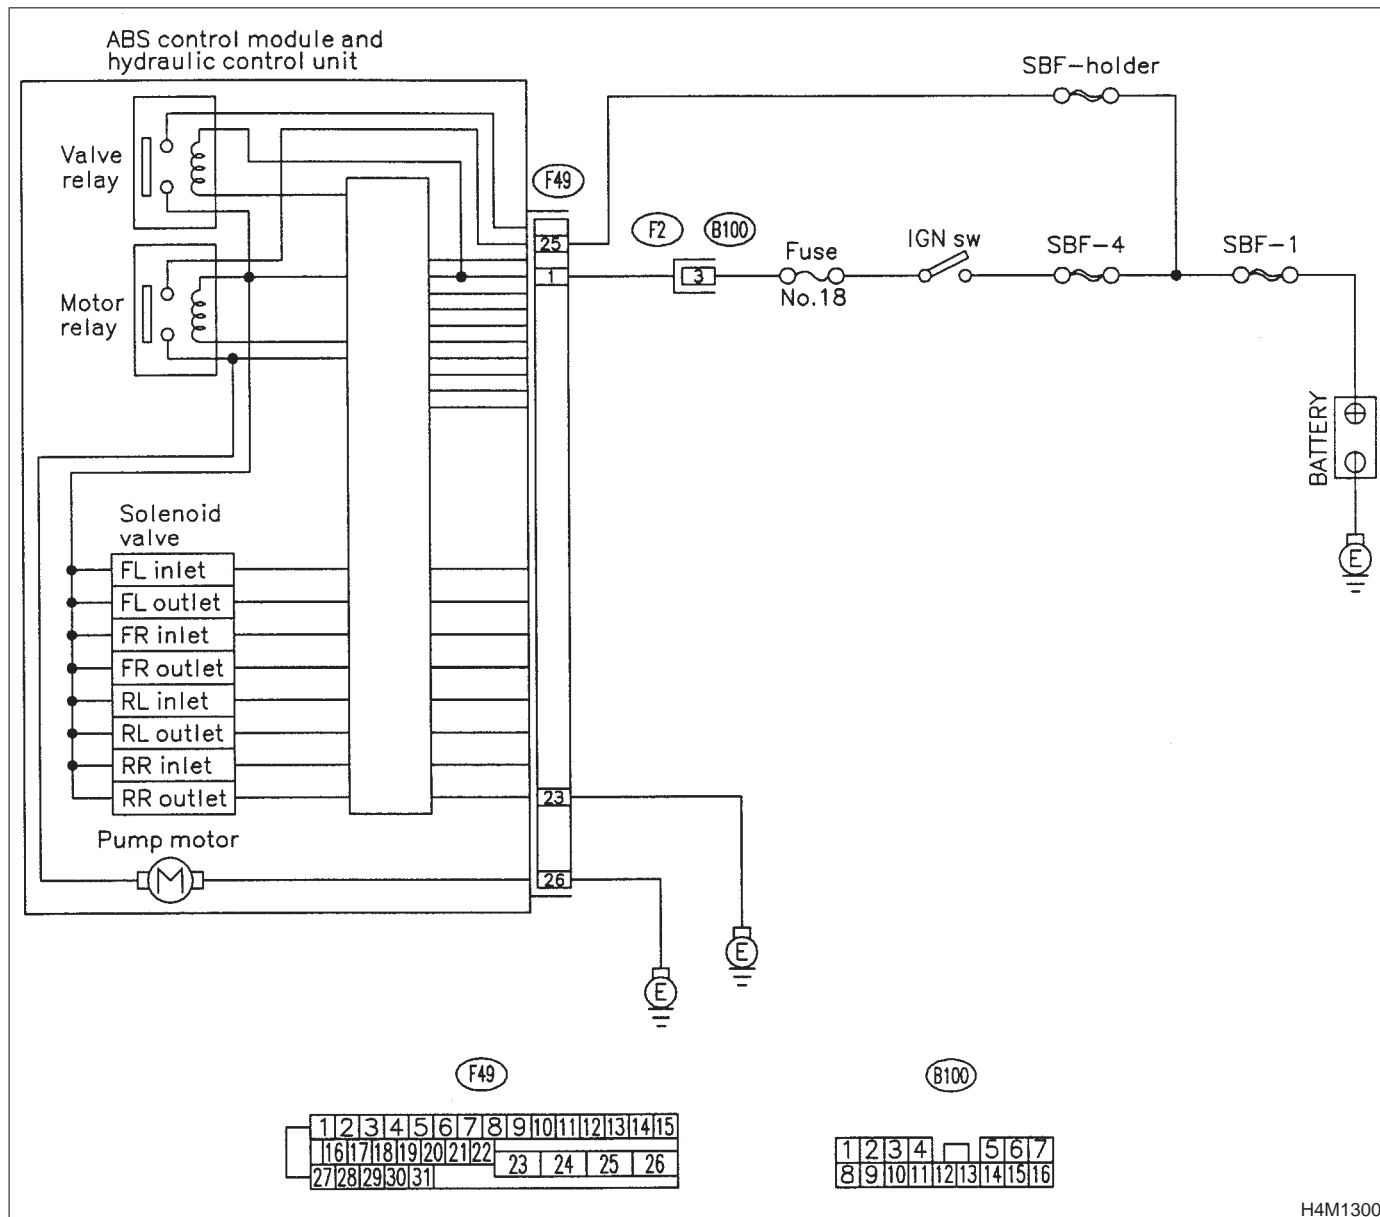 ABS control module and
hydraulic control unit
SBF-holder
Valve
relay
F49
F2
B100
Fuse
No.18
IGN sw
SBF-4
SBF-1
25
1
3
Motor
relay
BATTERY
E
Solenoid
valve
FL inlet
FL outlet
FR inlet
FR outlet
RL inlet
RL outlet
RR inlet
RR outlet
23
Pump motor
M
26
E
E
F49
1 2 3 4 5 6 7 8 9 10 11 12 13 14 15
16 17 18 19 20 21 22
23 24 25 26
27 28 29 30 31
B100
1 2 3 4 5 6 7
8 9 10 11 12 13 14 15 16
H4M1300